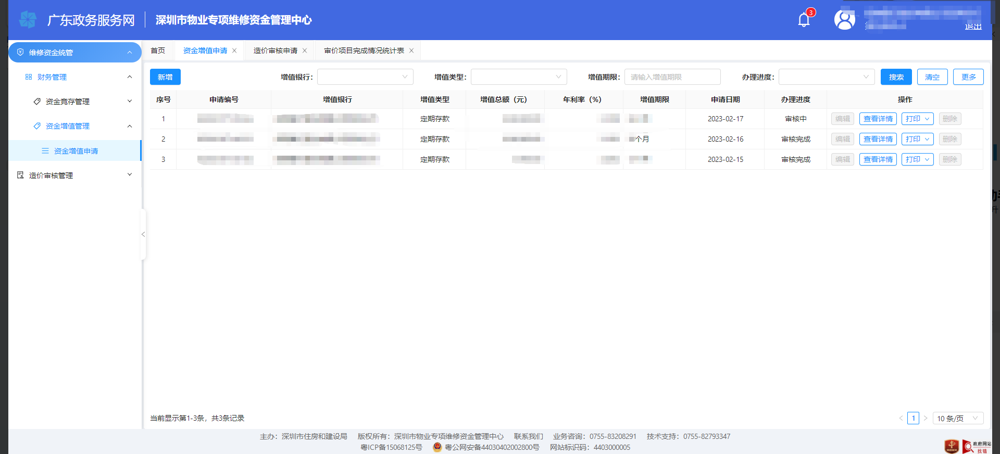 广东政务服务网 深圳市物业专项维修资金管理中心 3 退出
维修资金统管
财务管理
资金竞存管理
资金增值管理
资金增值申请
造价审核管理
首页 资金增值申请 造价审核申请 审价项目完成情况统计表
新增 增值银行： 增值类型： 增值期限： 请输入增值期限 办理进度： 搜索 清空 更多
序号 申请编号 增值银行 增值类型 增值总额（元） 年利率（%） 增值期限 申请日期 办理进度 操作
1 定期存款 2023-02-17 审核中 编辑 查看详情 打印 删除
2 定期存款 个月 2023-02-16 审核完成 编辑 查看详情 打印 删除
3 定期存款 2023-02-15 审核完成 编辑 查看详情 打印 删除
当前显示第1-3条，共3条记录 1 10 条/页
主办：深圳市住房和建设局 版权所有：深圳市物业专项维修资金管理中心 联系我们 业务咨询：0755-83208291 技术支持：0755-82793347
粤ICP备15068125号 粤公网安备44030402002800号 网站标识码：4403000005
政府网站
找错